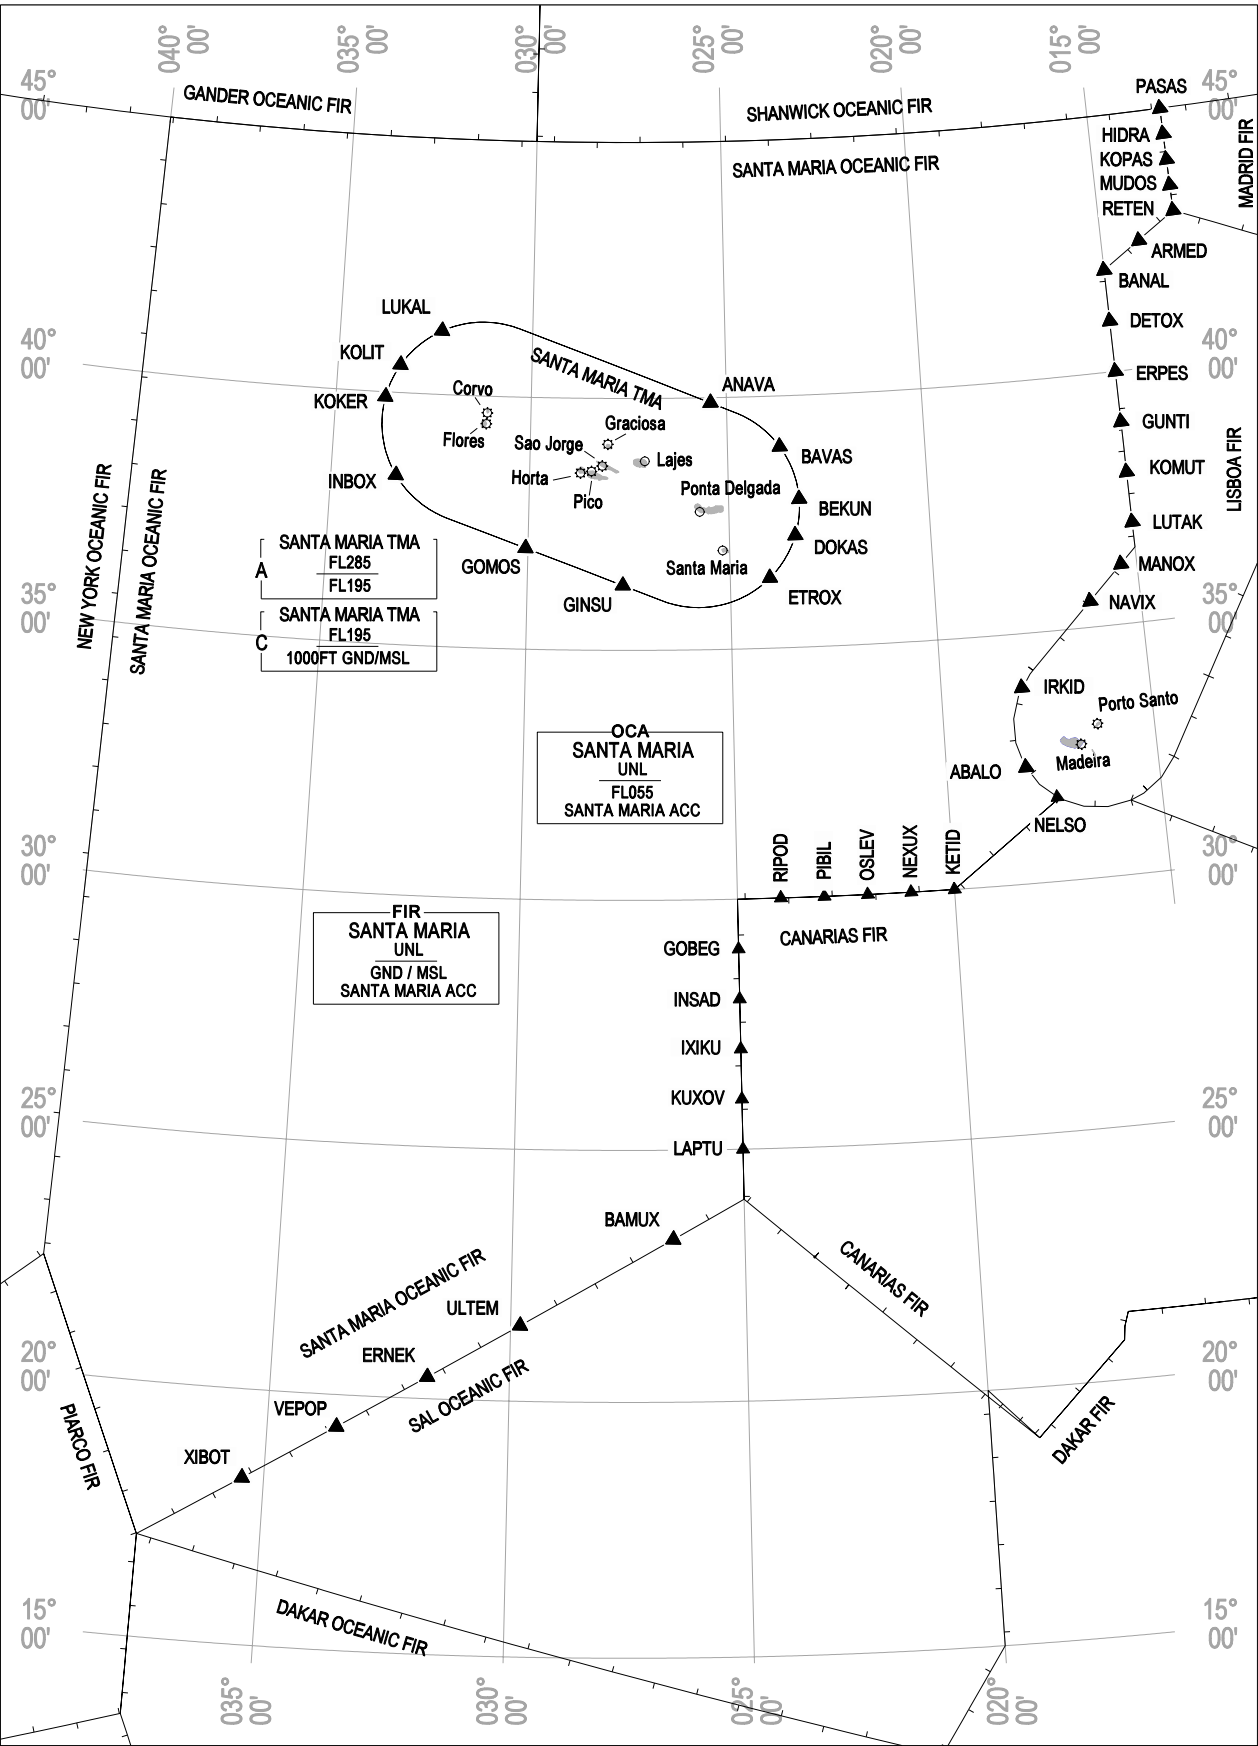 040°
00'
035°
00'
030°
00'
025°
00'
020°
00'
015°
00'
45°
00'
GANDER OCEANIC FIR
SHANWICK OCEANIC FIR
PASAS
45°
00'
HIDRA
KOPAS
MUDOS
RETEN
MADRID FIR
SANTA MARIA OCEANIC FIR
ARMED
BANAL
DETOX
ERPES
GUNTI
KOMUT
LUTAK
MANOX
NAVIX
IRKID
Porto Santo
Madeira
ABALO
NELSO
LISBOA FIR
40°
00'
40°
00'
LUKAL
KOLIT
KOKER
INBOX
GOMOS
GINSU
SANTA MARIA TMA
ANAVA
BAVAS
BEKUN
DOKAS
ETROX
Corvo
Flores
Graciosa
Sao Jorge
Lajes
Horta
Pico
Ponta Delgada
Santa Maria
NEW YORK OCEANIC FIR
SANTA MARIA OCEANIC FIR
SANTA MARIA TMA
A
FL285
FL195
SANTA MARIA TMA
C
FL195
1000FT GND/MSL
35°
00'
35°
00'
OCA
SANTA MARIA
UNL
FL055
SANTA MARIA ACC
30°
00'
30°
00'
RIPOD
PIBIL
OSLEV
NEXUX
KETID
CANARIAS FIR
FIR
SANTA MARIA
UNL
GND / MSL
SANTA MARIA ACC
GOBEG
INSAD
IXIKU
KUXOV
LAPTU
25°
00'
25°
00'
BAMUX
ULTEM
ERNEK
VEPOP
XIBOT
SANTA MARIA OCEANIC FIR
SAL OCEANIC FIR
CANARIAS FIR
DAKAR FIR
20°
00'
20°
00'
PIARCO FIR
DAKAR OCEANIC FIR
15°
00'
15°
00'
035°
00'
030°
00'
025°
00'
020°
00'